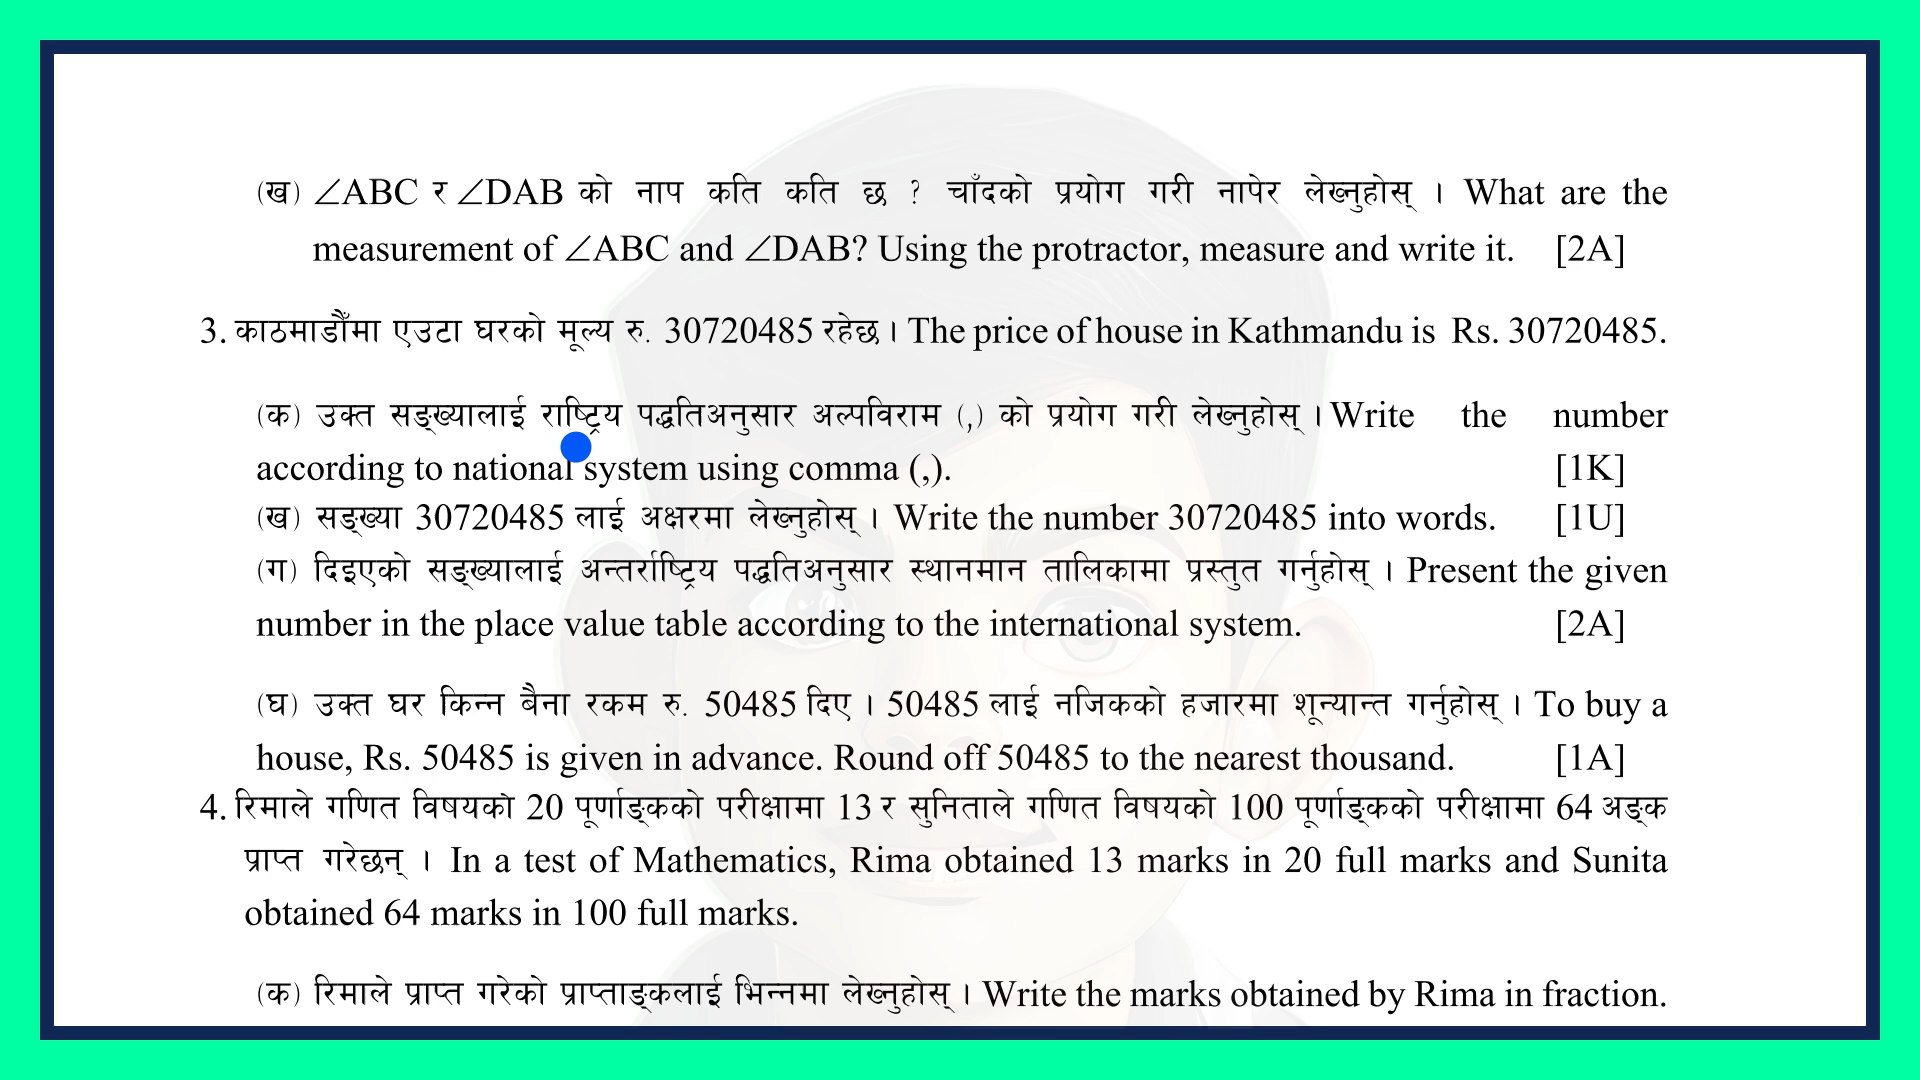 (ख) ∠ABC र ∠DAB को नाप कति कति छ ? चाँदको प्रयोग गरी नापेर लेख्नुहोस् । What are the
measurement of ∠ABC and ∠DAB? Using the protractor, measure and write it. [2A]
3. काठमाडौँमा एउटा घरको मूल्य रु. 30720485 रहेछ । The price of house in Kathmandu is Rs. 30720485.
(क) उक्त सङ्ख्यालाई राष्ट्रिय पद्धतिअनुसार अल्पविराम (,) को प्रयोग गरी लेख्नुहोस् । Write the number
according to national system using comma (,). [1K]
(ख) सङ्ख्या 30720485 लाई अक्षरमा लेख्नुहोस् । Write the number 30720485 into words. [1U]
(ग) दिइएको सङ्ख्यालाई अन्तर्राष्ट्रिय पद्धतिअनुसार स्थानमान तालिकामा प्रस्तुत गर्नुहोस् । Present the given
number in the place value table according to the international system. [2A]
(घ) उक्त घर किन्न बैना रकम रु. 50485 दिए । 50485 लाई नजिकको हजारमा शून्यान्त गर्नुहोस् । To buy a
house, Rs. 50485 is given in advance. Round off 50485 to the nearest thousand. [1A]
4. रिमाले गणित विषयको 20 पूर्णाङ्कको परीक्षामा 13 र सुनिताले गणित विषयको 100 पूर्णाङ्कको परीक्षामा 64 अङ्क
प्राप्त गरेछन् । In a test of Mathematics, Rima obtained 13 marks in 20 full marks and Sunita
obtained 64 marks in 100 full marks.
(क) रिमाले प्राप्त गरेको प्राप्ताङ्कलाई भिन्नमा लेख्नुहोस् । Write the marks obtained by Rima in fraction.